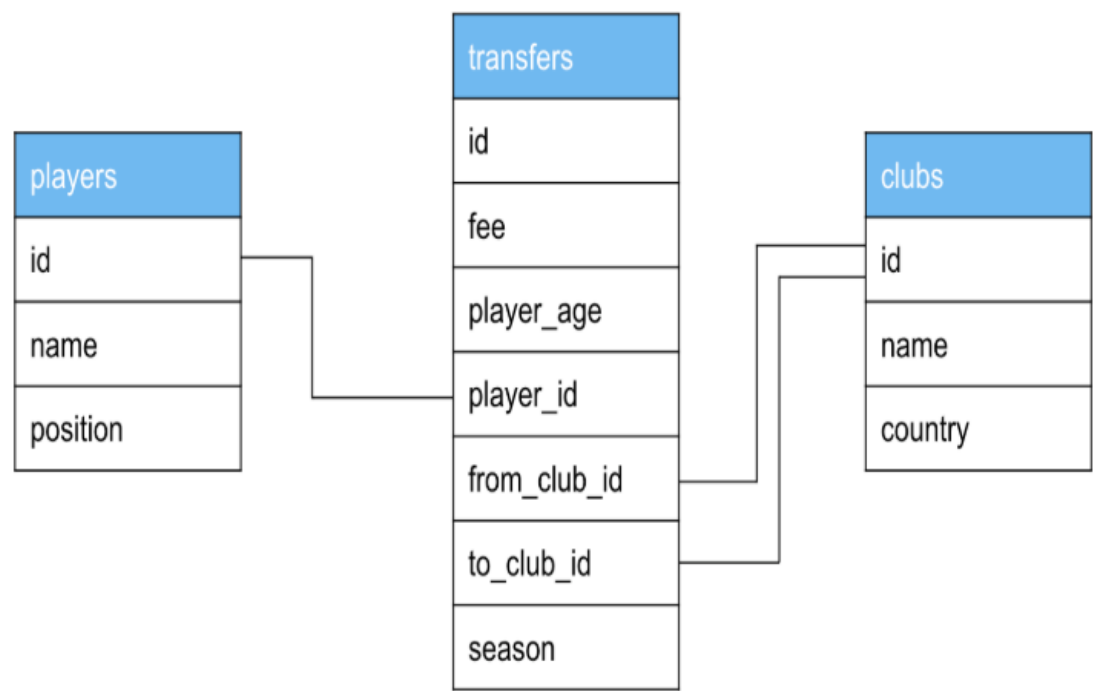 players
id
name
position
transfers
id
fee
player_age
player_id
from_club_id
to_club_id
season
clubs
id
name
country